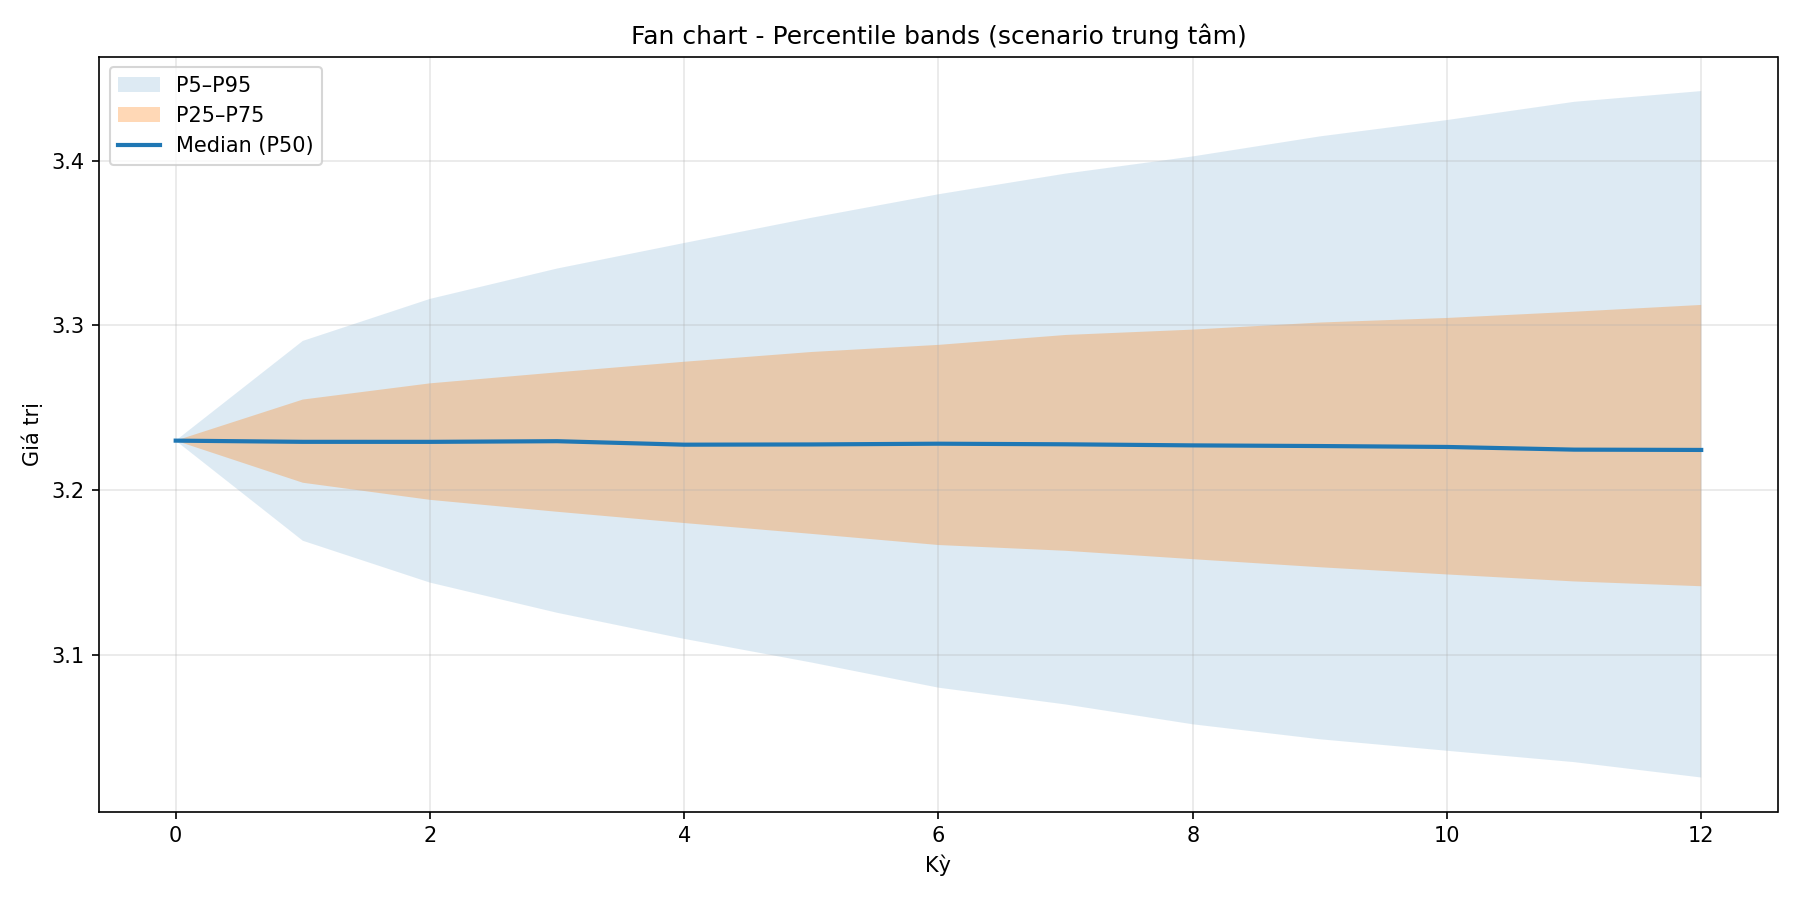 Fan chart - Percentile bands (scenario trung tâm)
P5–P95
P25–P75
Median (P50)
3.4
3.3
3.2
3.1
Giá trị
0 2 4 6 8 10 12
Kỳ